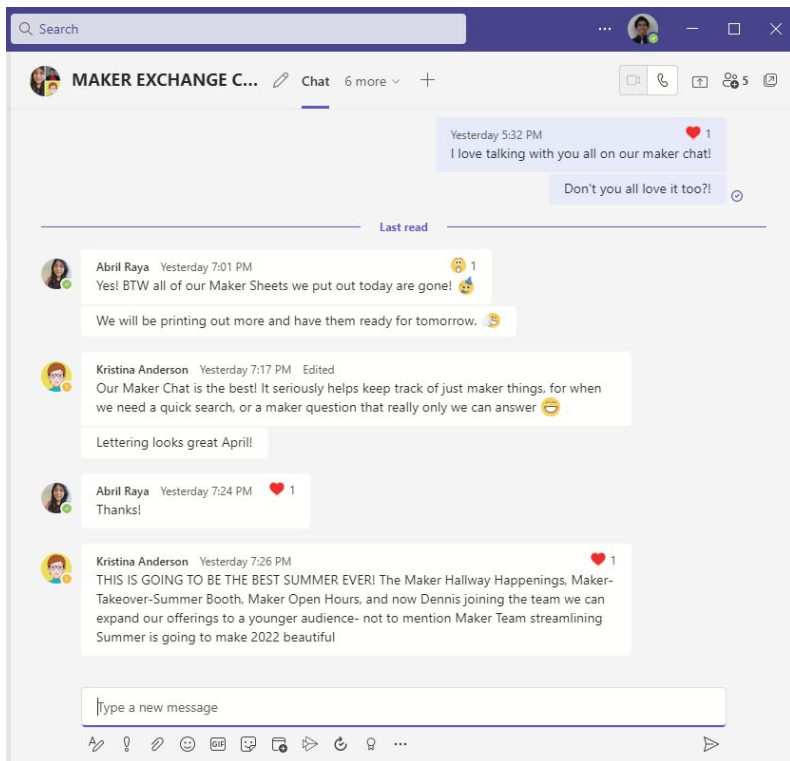 Search
MAKER EXCHANGE C... Chat 6 more
5
Yesterday 5:32 PM 1
I love talking with you all on our maker chat!
Don't you all love it too?!
Last read
Abril Raya Yesterday 7:01 PM 1
Yes! BTW all of our Maker Sheets we put out today are gone!
We will be printing out more and have them ready for tomorrow.
Kristina Anderson Yesterday 7:17 PM Edited
Our Maker Chat is the best! It seriously helps keep track of just maker things, for when
we need a quick search, or a maker question that really only we can answer
Lettering looks great April!
Abril Raya Yesterday 7:24 PM 1
Thanks!
Kristina Anderson Yesterday 7:26 PM 1
THIS IS GOING TO BE THE BEST SUMMER EVER! The Maker Hallway Happenings, Maker-
Takeover-Summer Booth, Maker Open Hours, and now Dennis joining the team we can
expand our offerings to a younger audience- not to mention Maker Team streamlining
Summer is going to make 2022 beautiful
Type a new message
GIF